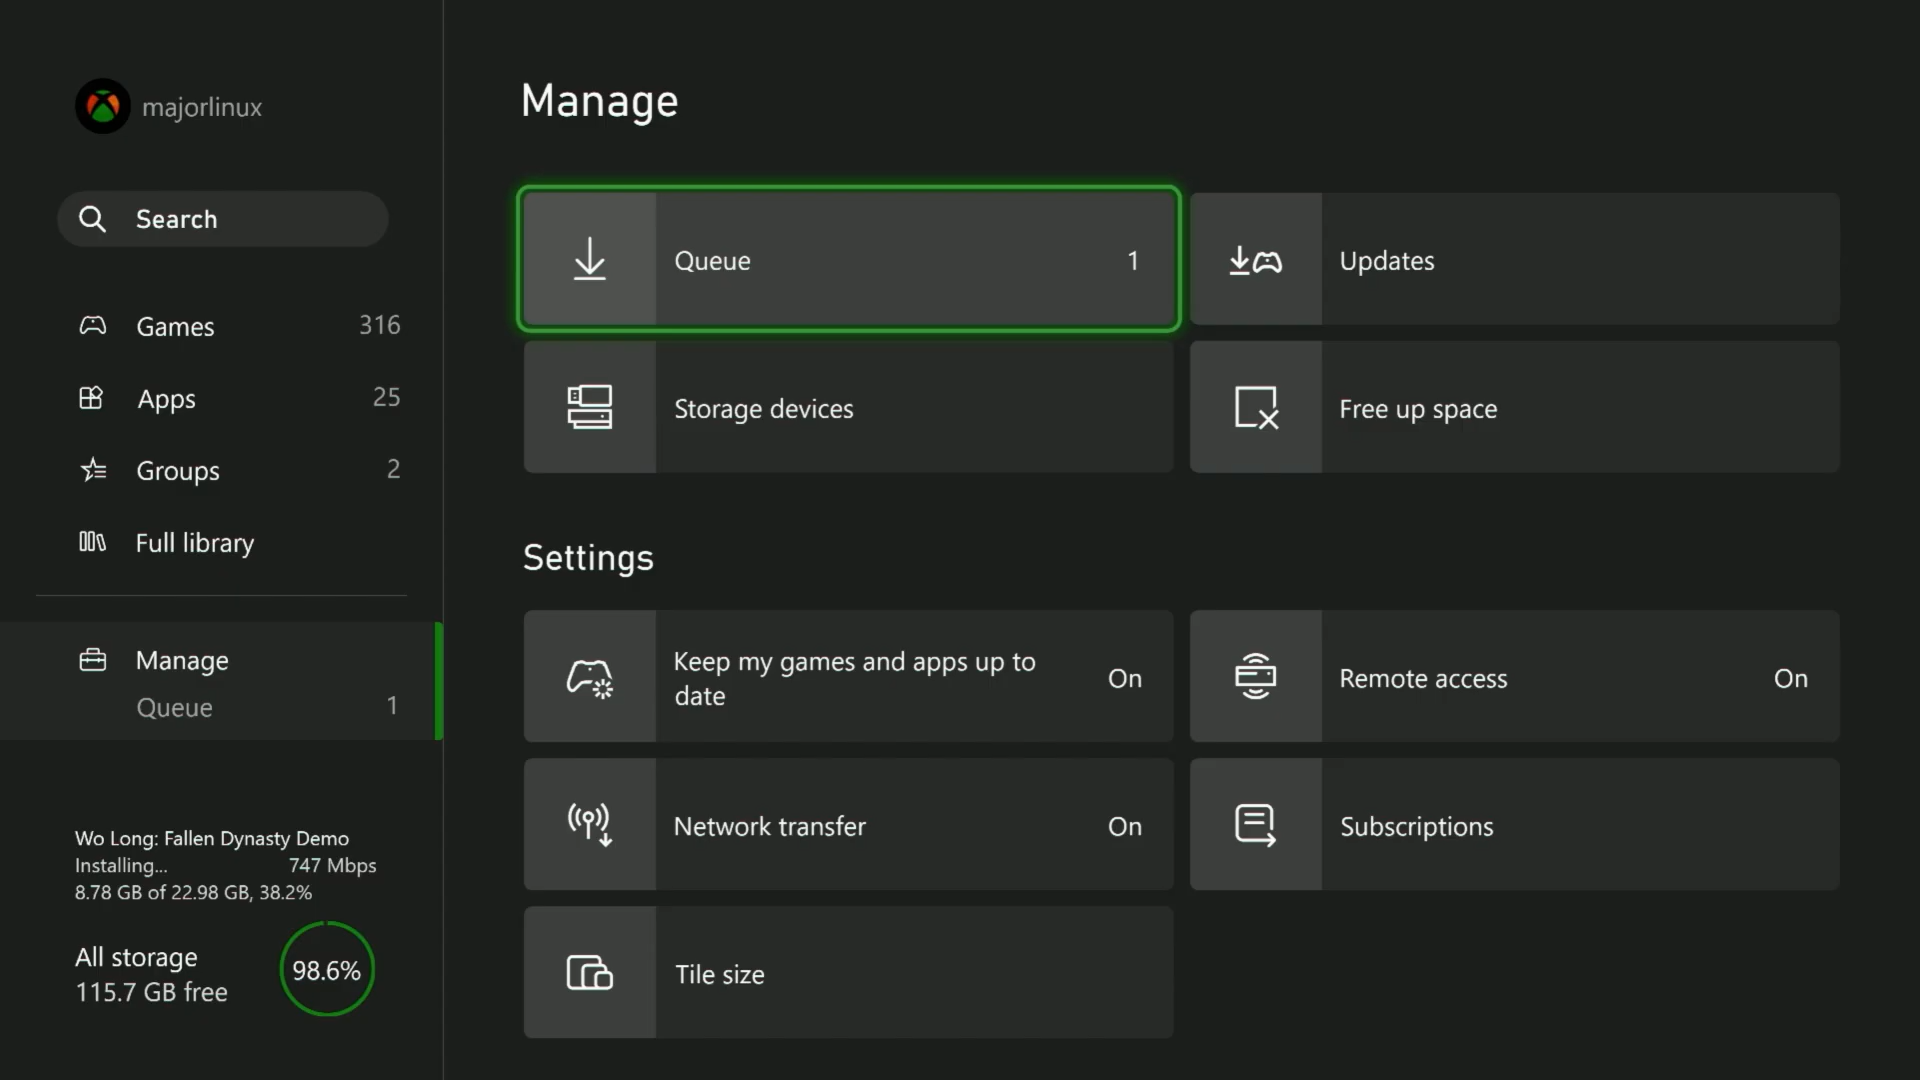 majorlinux
Search
Games 316
Apps 25
Groups 2
Full library
Manage
Queue 1
Wo Long: Fallen Dynasty Demo
Installing... 747 Mbps
8.78 GB of 22.98 GB, 38.2%
All storage
115.7 GB free
98.6%
Manage
Queue 1
Updates
Storage devices
Free up space
Settings
Keep my games and apps up to
date
On
Remote access On
Network transfer On
Subscriptions
Tile size